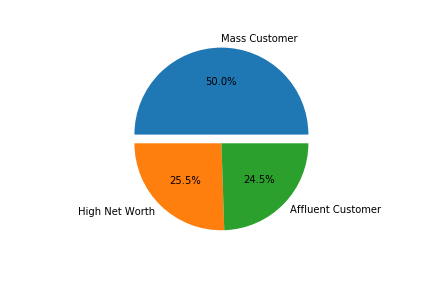 Mass Customer
50.0%
25.5%
24.5%
High Net Worth
Affluent Customer